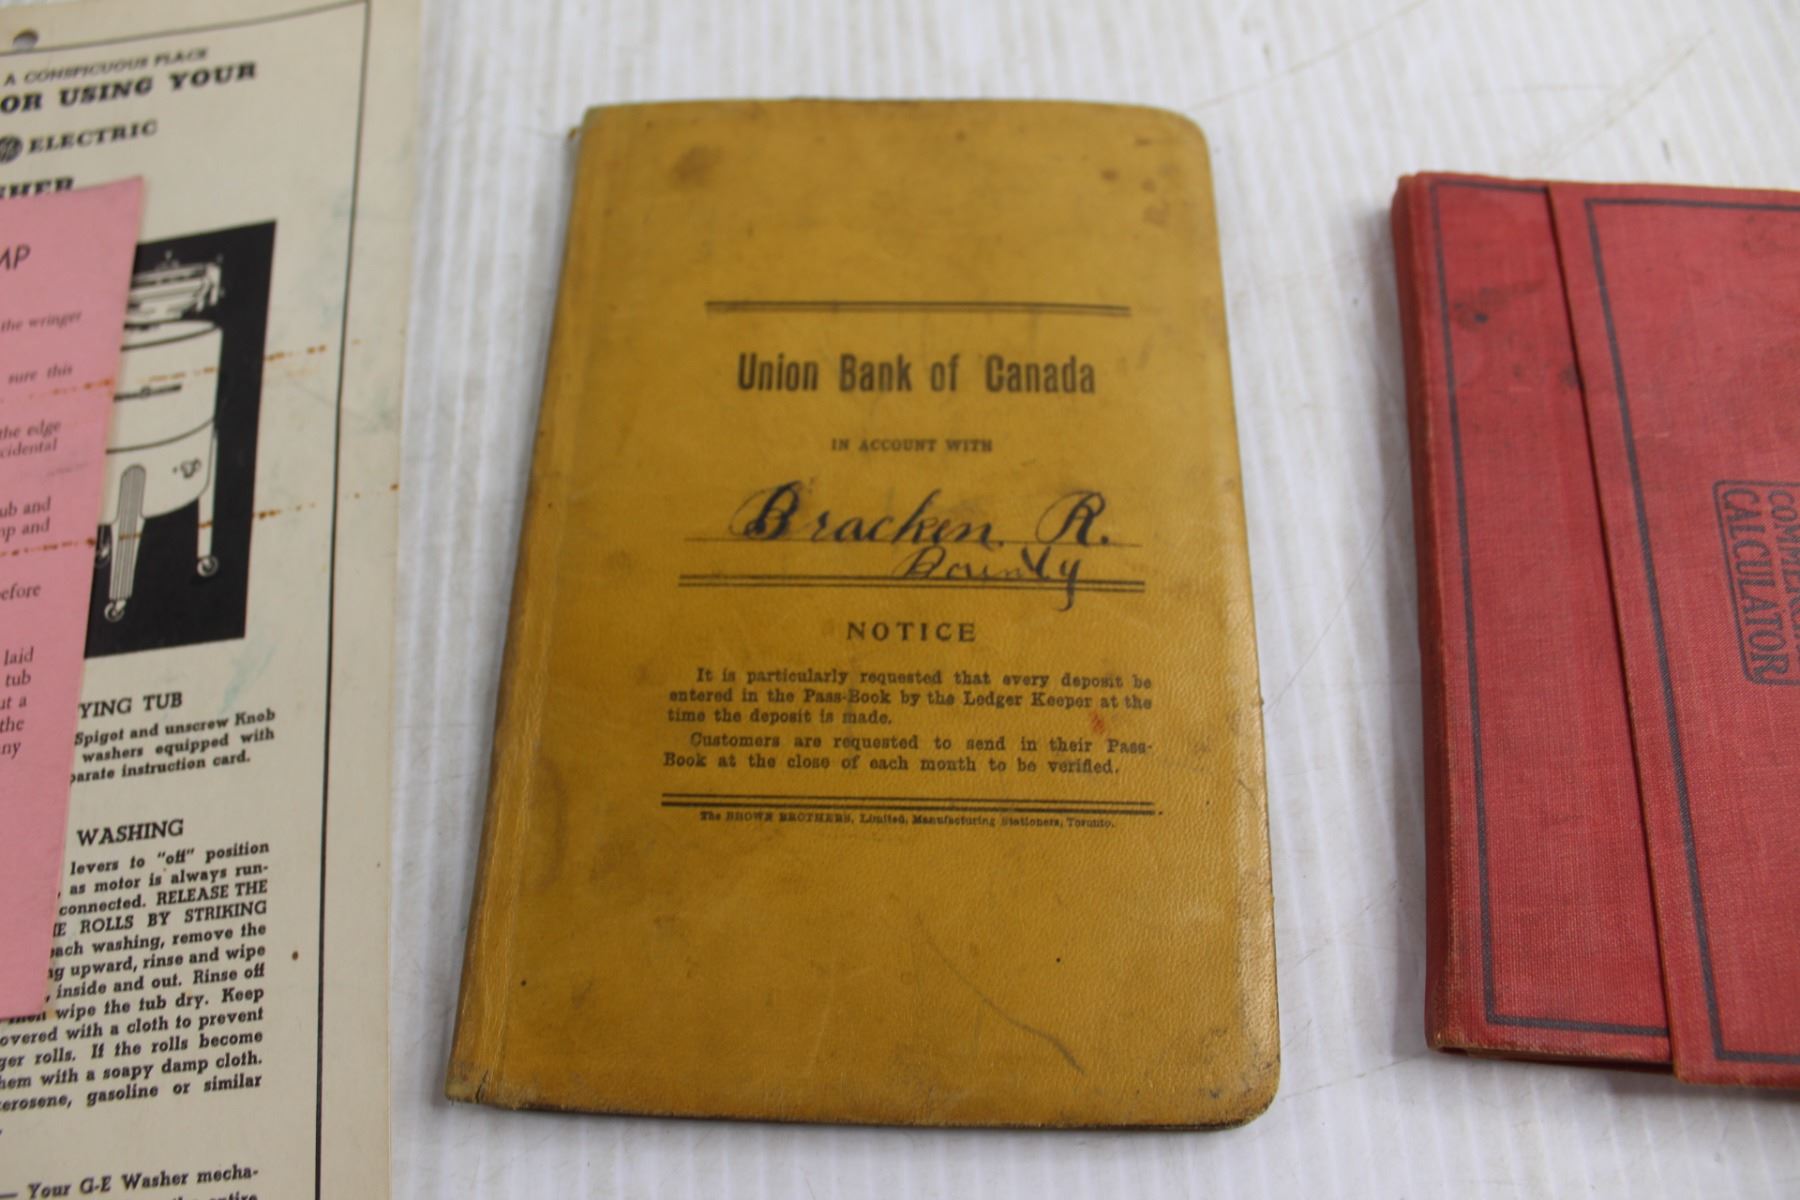 A CONSPICUOUS PLACE
OR USING YOUR
ELECTRIC
MP
the wringer
sure this
the edge
ub and
and
before
laid
tub
the
YING TUB
Spigot and unscrew Knob
washers equipped with
parate instruction card.
WASHING
levers to "off" position
, as motor is always run-
connected. RELEASE THE
E ROLLS BY STRIKING
ach washing, remove the
ng upward, rinse and wipe
, inside and out. Rinse off
wipe the tub dry. Keep
overed with a cloth to prevent
ger rolls. If the rolls become
hem with a soapy damp cloth.
kerosene, gasoline or similar
— Your G-E Washer mecha-
Union Bank of Canada
IN ACCOUNT WITH
Bracken R.
NOTICE
It is particularly requested that every deposit be
entered in the Pass-Book by the Ledger Keeper at the
time the deposit is made.
Customers are requested to send in their Pass-
Book at the close of each month to be verified.
The BROWN BROTHERS, Limited, Manufacturing Stationers, Toronto.
CALCULATOR